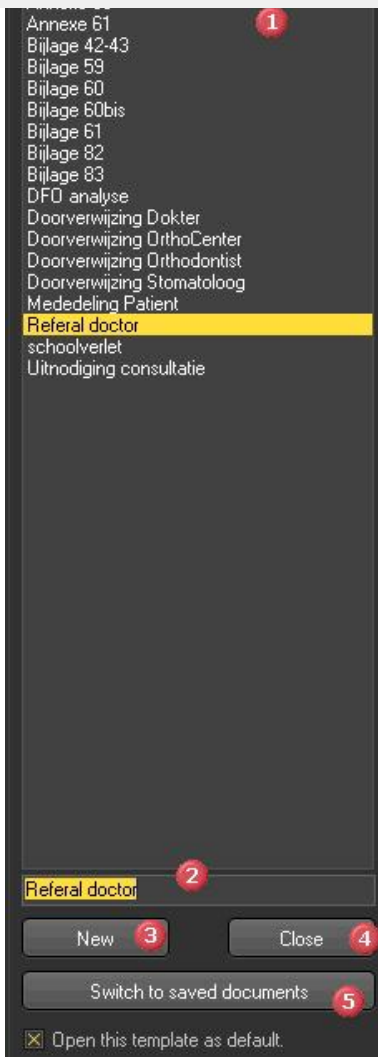 Annexe 61
1
Bijlage 42-43
Bijlage 59
Bijlage 60
Bijlage 60bis
Bijlage 61
Bijlage 82
Bijlage 83
DFO analyse
Doorverwijzing Dokter
Doorverwijzing OrthoCenter
Doorverwijzing Orthodontist
Doorverwijzing Stomatoloog
Mededeling Patient
Referal doctor
schoolverlet
Uitnodiging consultatie
2
Referal doctor
New 3 Close 4
Switch to saved documents 5
Open this template as default.